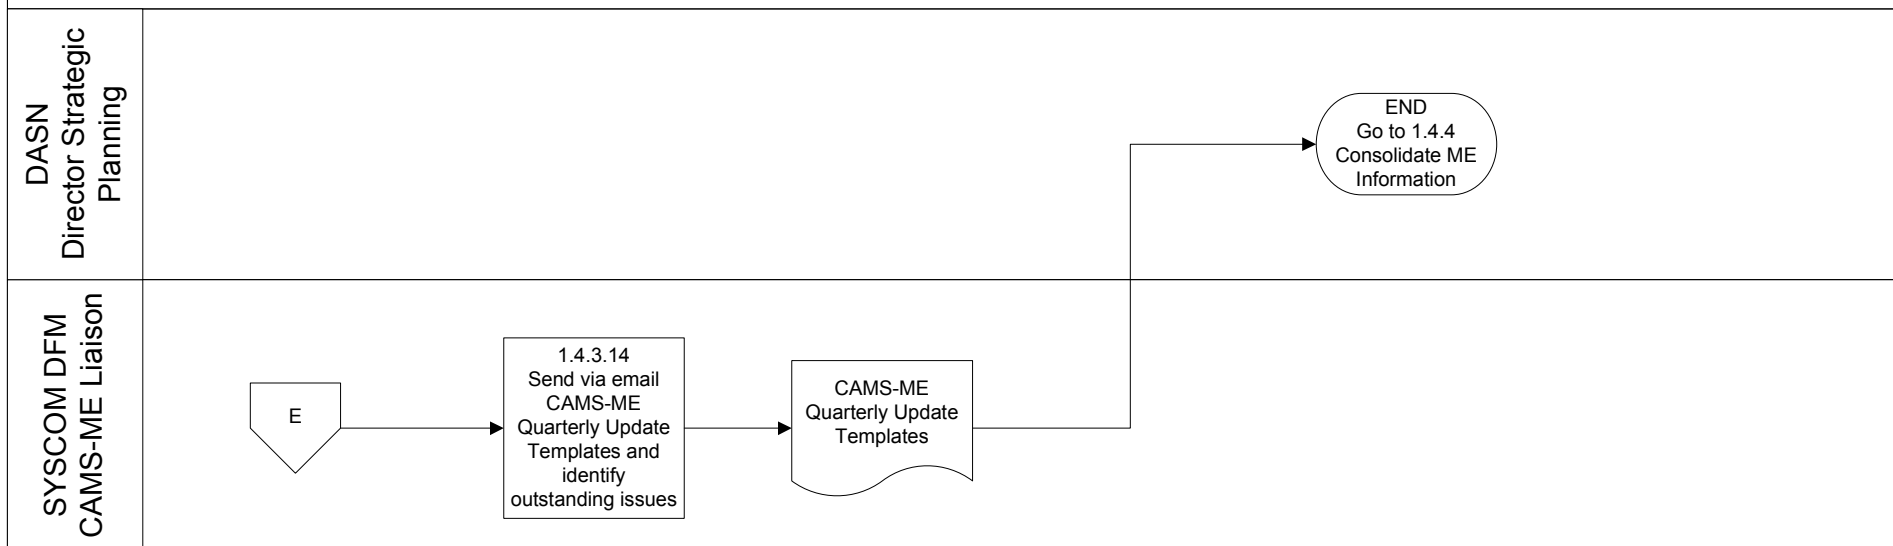 DASN
Director Strategic
Planning
END
Go to 1.4.4
Consolidate ME
Information
SYSCOM DFM
CAMS-ME Liaison
E
1.4.3.14
Send via email
CAMS-ME
Quarterly Update
Templates and
identify
outstanding issues
CAMS-ME
Quarterly Update
Templates